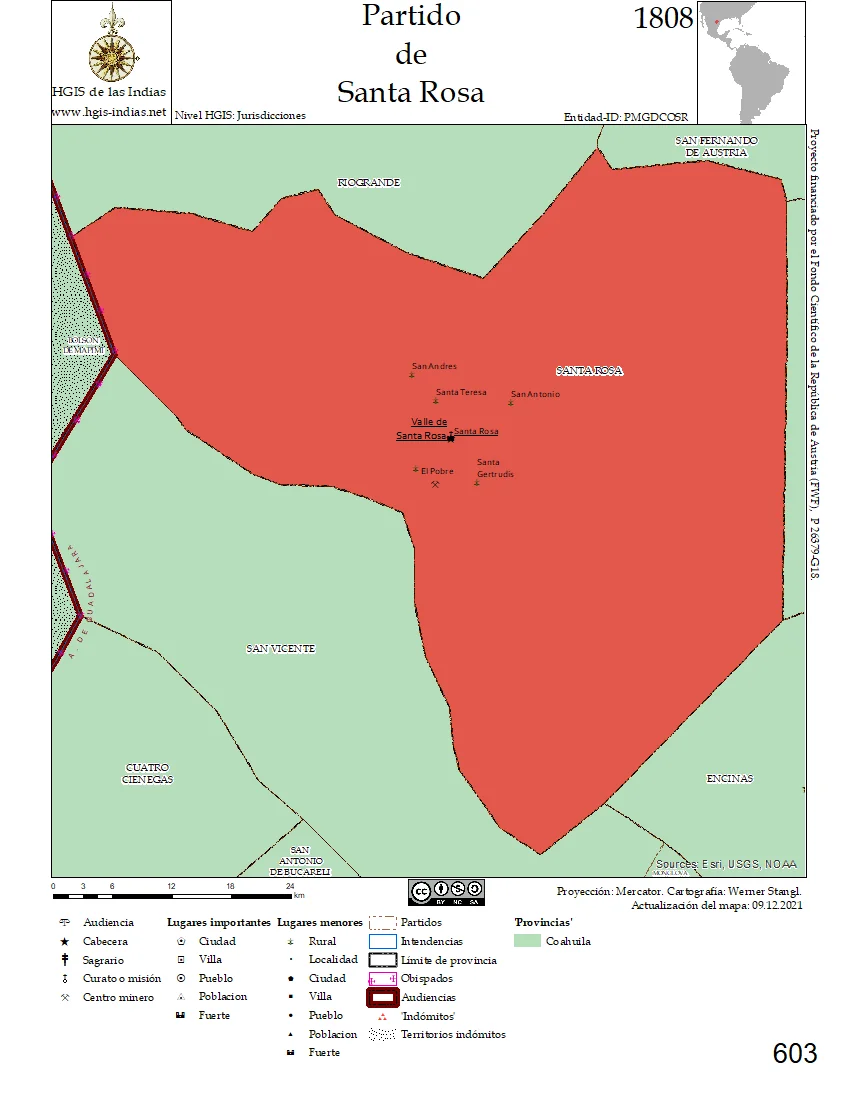 Partido
de
Santa Rosa
1808
HGIS de las Indias
www.hgis-indias.net
Nivel HGIS: Jurisdicciones
Entidad-ID: PMGDCOSR
SAN FERNANDO
DE AUSTRIA
RIOGRANDE
BOLSON
DE MAPIMI
San Andres
SANTA ROSA
Santa Teresa
San Antonio
Valle de
Santa Rosa
Santa Rosa
El Pobre
Santa
Gertrudis
A. DE GUADALAJARA
SAN VICENTE
CUATRO
CIENEGAS
ENCINAS
SAN
ANTONIO
DE BUCARELI
MONCLOVA
Sources: Esri, USGS, NOAA
Proyecto financiado por el Fondo Científico de la República de Austria (FWF), P 26379-G18.
0 3 6 12 18 24 km
CC BY NC SA
Proyección: Mercator. Cartografía: Werner Stangl.
Actualización del mapa: 09.12.2021
Audiencia
Cabecera
Sagrario
Curato o misión
Centro minero
Lugares importantes
Ciudad
Villa
Pueblo
Poblacion
Fuerte
Lugares menores
Rural
Localidad
Ciudad
Villa
Pueblo
Poblacion
Fuerte
Partidos
Intendencias
Límite de provincia
Obispados
Audiencias
'Indómitos'
Territorios indómitos
'Provincias'
Coahuila
603